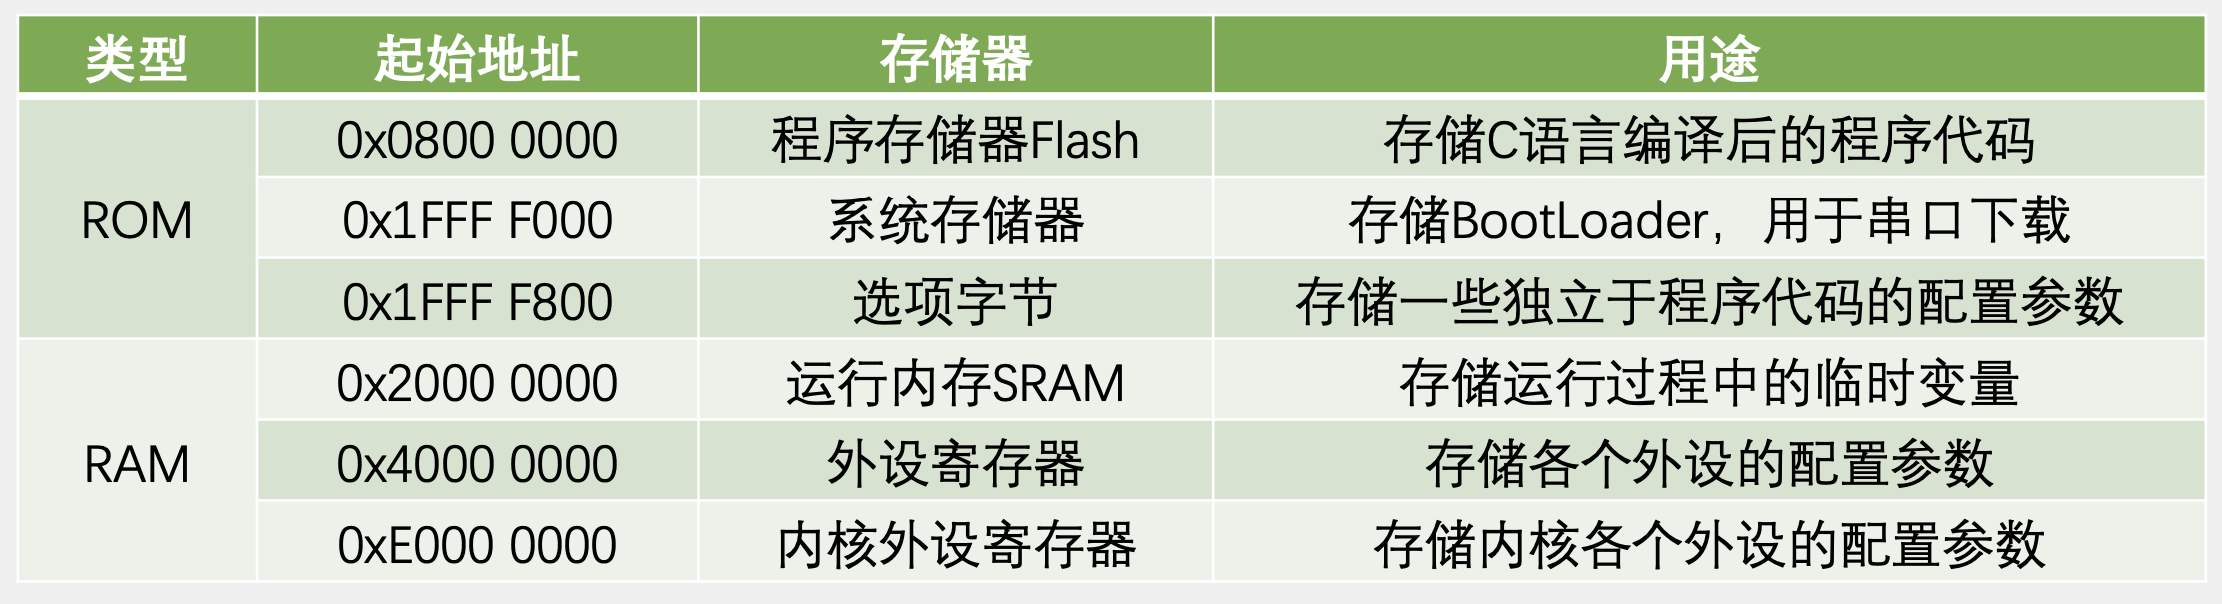 类型 起始地址 存储器 用途
ROM 0x0800 0000 程序存储器Flash 存储C语言编译后的程序代码
0x1FFF F000 系统存储器 存储BootLoader，用于串口下载
0x1FFF F800 选项字节 存储一些独立于程序代码的配置参数
RAM 0x2000 0000 运行内存SRAM 存储运行过程中的临时变量
0x4000 0000 外设寄存器 存储各个外设的配置参数
0xE000 0000 内核外设寄存器 存储内核各个外设的配置参数